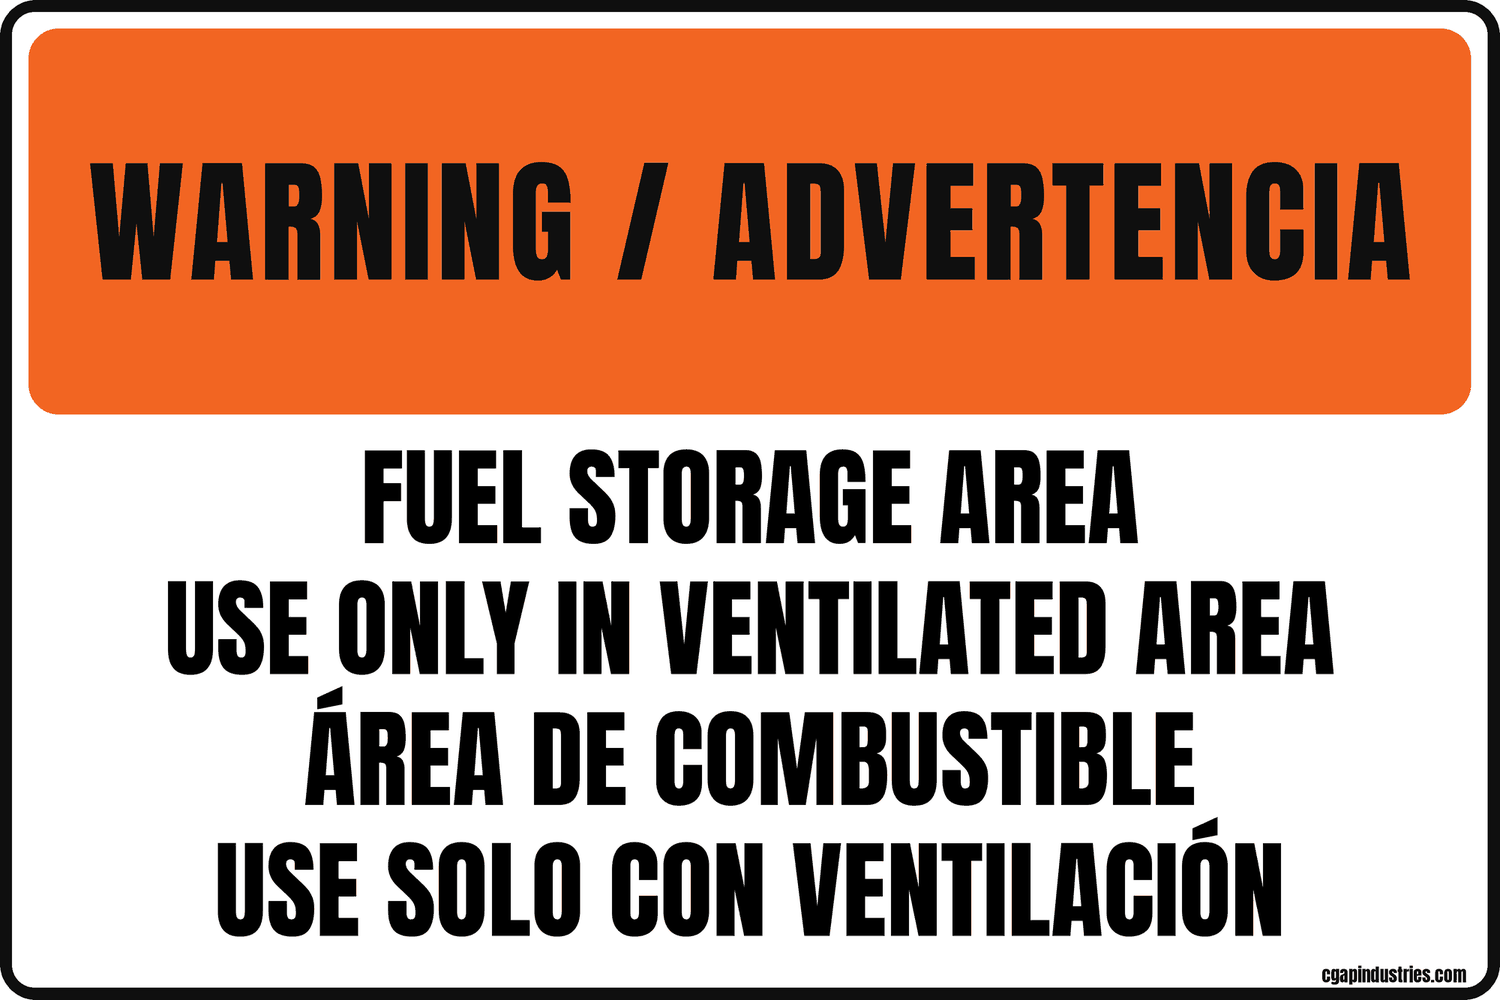 WARNING / ADVERTENCIA
FUEL STORAGE AREA
USE ONLY IN VENTILATED AREA
ÁREA DE COMBUSTIBLE
USE SOLO CON VENTILACIÓN
cgapindustries.com